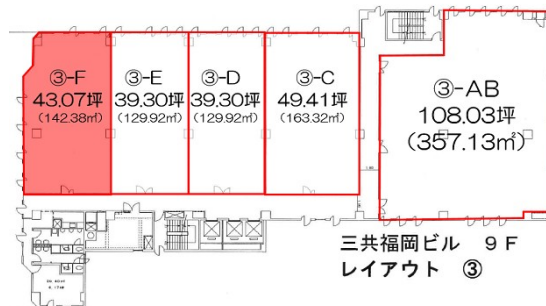 ③-F
43.07坪
(142.38㎡)
③-E
39.30坪
(129.92㎡)
③-D
39.30坪
(129.92㎡)
③-C
49.41坪
(163.32㎡)
③-AB
108.03坪
(357.13㎡)
三共福岡ビル 9F
レイアウト ③